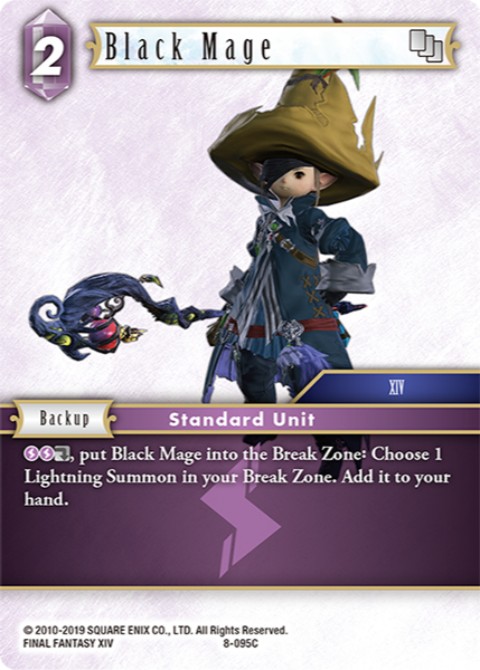 2
Black Mage
XIV
Backup
Standard Unit
, put Black Mage into the Break Zone: Choose 1
Lightning Summon in your Break Zone. Add it to your
hand.
© 2010-2019 SQUARE ENIX CO., LTD. All Rights Reserved.
FINAL FANTASY XIV
8-095C